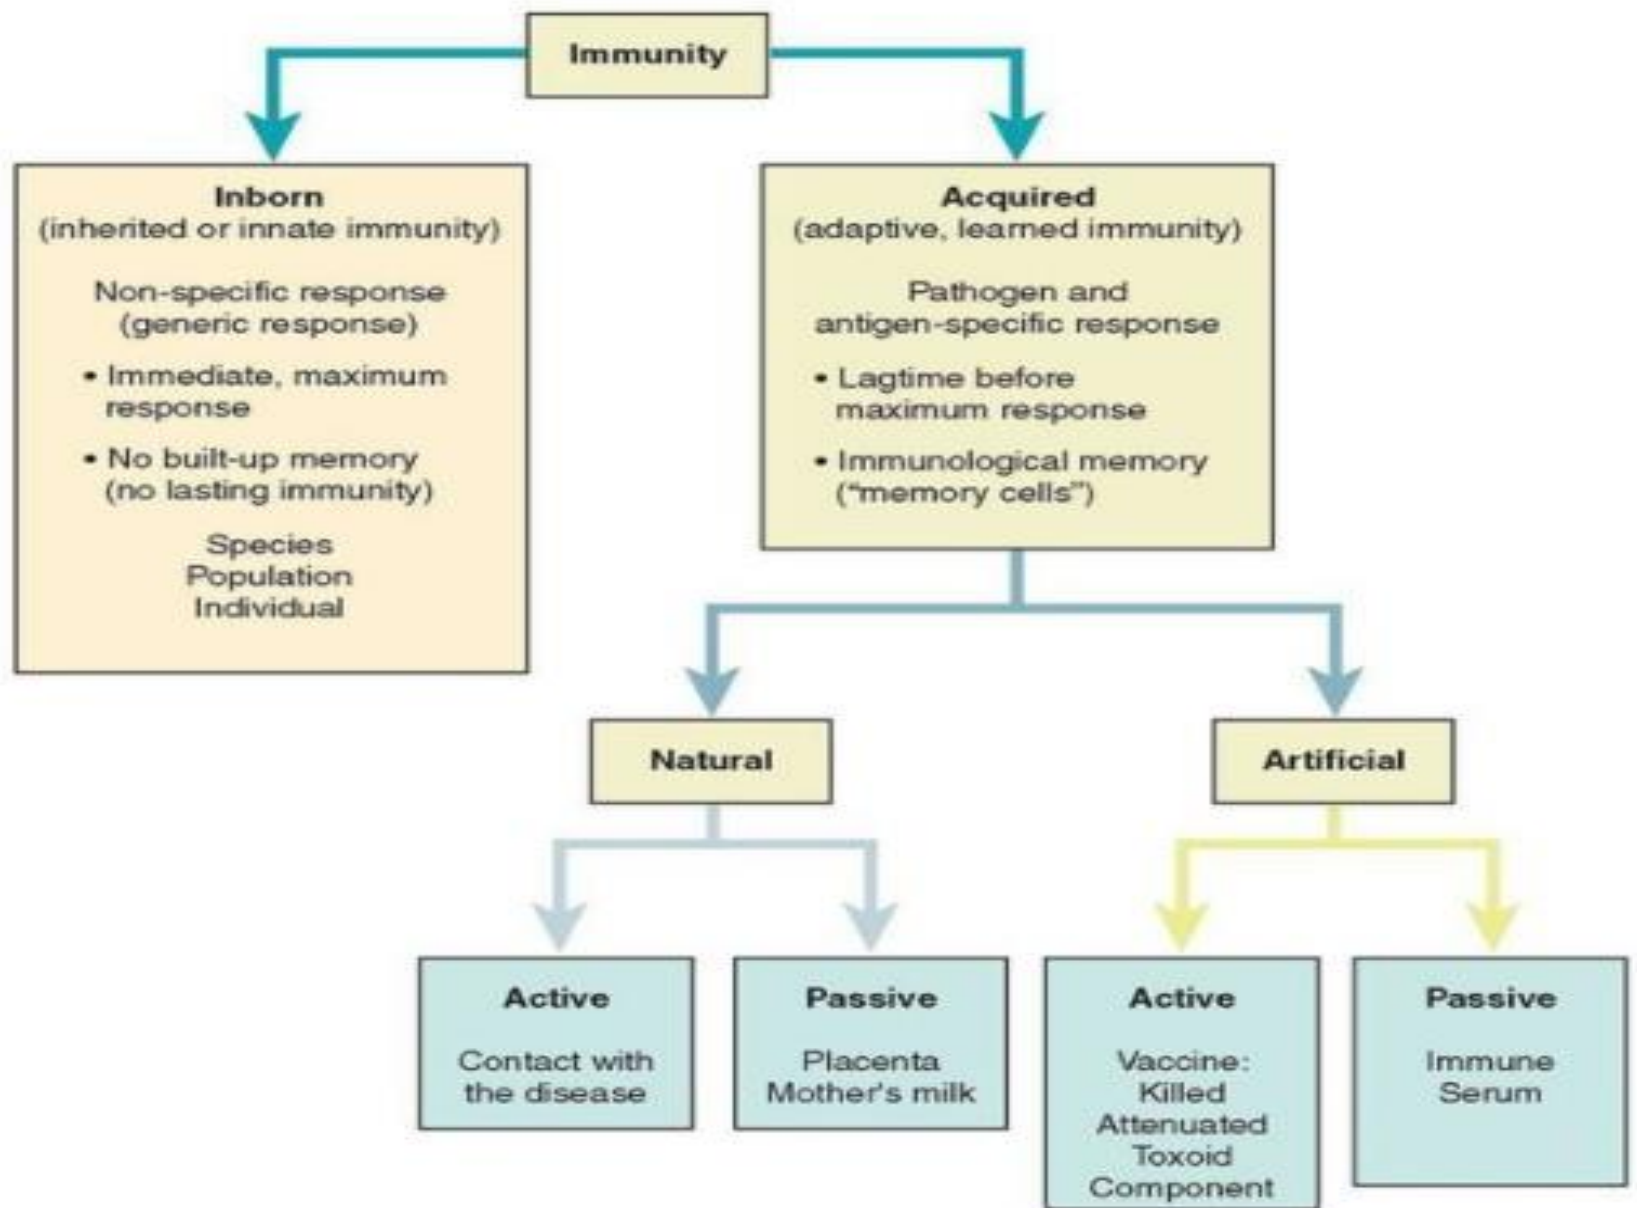 Immunity
Inborn
(inherited or innate immunity)
Non-specific response
(generic response)
• Immediate, maximum
response
• No built-up memory
(no lasting immunity)
Species
Population
Individual
Acquired
(adaptive, learned immunity)
Pathogen and
antigen-specific response
• Lagtime before
maximum response
• Immunological memory
(“memory cells”)
Natural
Artificial
Active
Contact with
the disease
Passive
Placenta
Mother's milk
Active
Vaccine:
Killed
Attenuated
Toxoid
Component
Passive
Immune
Serum